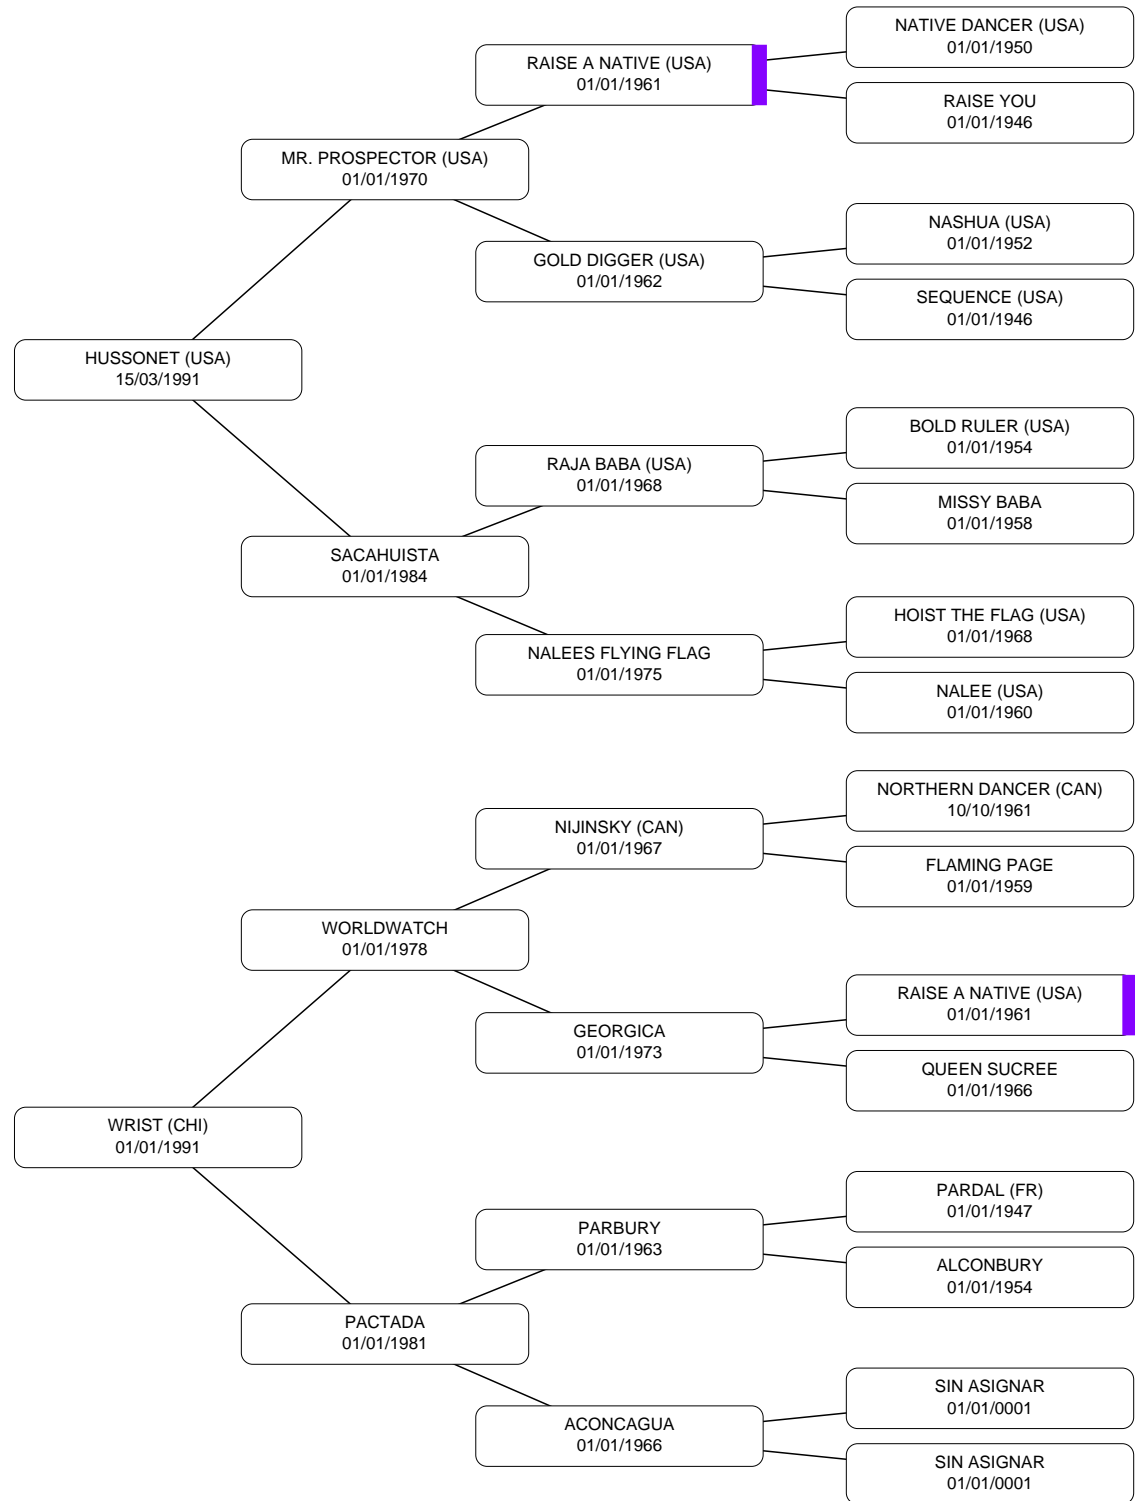 NATIVE DANCER (USA)
01/01/1950
RAISE A NATIVE (USA)
01/01/1961
RAISE YOU
01/01/1946
MR. PROSPECTOR (USA)
01/01/1970
NASHUA (USA)
01/01/1952
GOLD DIGGER (USA)
01/01/1962
SEQUENCE (USA)
01/01/1946
HUSSONET (USA)
15/03/1991
BOLD RULER (USA)
01/01/1954
RAJA BABA (USA)
01/01/1968
MISSY BABA
01/01/1958
SACAHUISTA
01/01/1984
HOIST THE FLAG (USA)
01/01/1968
NALEES FLYING FLAG
01/01/1975
NALEE (USA)
01/01/1960
NORTHERN DANCER (CAN)
10/10/1961
NIJINSKY (CAN)
01/01/1967
FLAMING PAGE
01/01/1959
WORLDWATCH
01/01/1978
RAISE A NATIVE (USA)
01/01/1961
GEORGICA
01/01/1973
QUEEN SUCREE
01/01/1966
WRIST (CHI)
01/01/1991
PARDAL (FR)
01/01/1947
PARBURY
01/01/1963
ALCONBURY
01/01/1954
PACTADA
01/01/1981
SIN ASIGNAR
01/01/0001
ACONCAGUA
01/01/1966
SIN ASIGNAR
01/01/0001